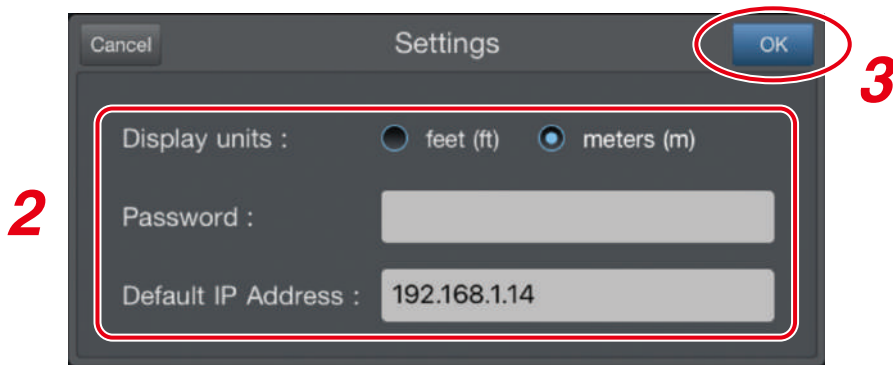 Cancel Settings OK
3
Display units : feet (ft) meters (m)
2
Password :
Default IP Address : 192.168.1.14